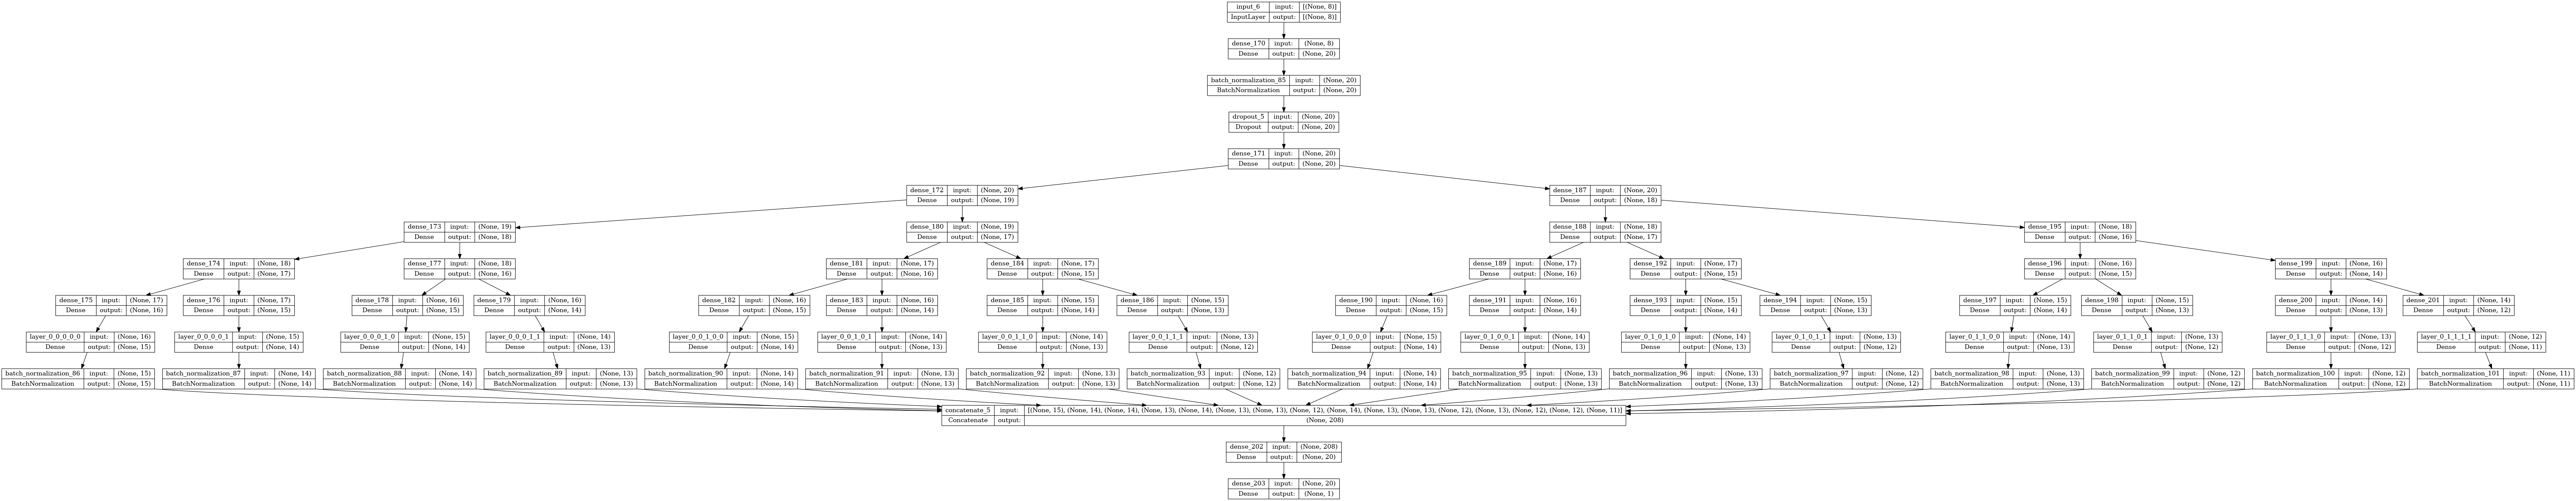 input_6 input: [(None, 8)]
InputLayer output: [(None, 8)]
dense_170 input: (None, 8)
Dense output: (None, 20)
batch_normalization_85 input: (None, 20)
BatchNormalization output: (None, 20)
dropout_5 input: (None, 20)
Dropout output: (None, 20)
dense_171 input: (None, 20)
Dense output: (None, 20)
dense_172 input: (None, 20) dense_187 input: (None, 20)
Dense output: (None, 19) Dense output: (None, 18)
dense_173 input: (None, 19) dense_180 input: (None, 19) dense_188 input: (None, 18) dense_195 input: (None, 18)
Dense output: (None, 18) Dense output: (None, 17) Dense output: (None, 17) Dense output: (None, 16)
dense_174 input: (None, 18) dense_177 input: (None, 18) dense_181 input: (None, 17) dense_184 input: (None, 17) dense_189 input: (None, 17) dense_192 input: (None, 17) dense_196 input: (None, 16) dense_199 input: (None, 16)
Dense output: (None, 17) Dense output: (None, 16) Dense output: (None, 16) Dense output: (None, 15) Dense output: (None, 16) Dense output: (None, 15) Dense output: (None, 15) Dense output: (None, 14)
dense_175 input: (None, 17) dense_176 input: (None, 17) dense_178 input: (None, 16) dense_179 input: (None, 16) dense_182 input: (None, 16) dense_183 input: (None, 16) dense_185 input: (None, 15) dense_186 input: (None, 15) dense_190 input: (None, 16) dense_191 input: (None, 16) dense_193 input: (None, 15) dense_194 input: (None, 15) dense_197 input: (None, 15) dense_198 input: (None, 15) dense_200 input: (None, 14) dense_201 input: (None, 14)
Dense output: (None, 16) Dense output: (None, 15) Dense output: (None, 15) Dense output: (None, 14) Dense output: (None, 15) Dense output: (None, 14) Dense output: (None, 14) Dense output: (None, 13) Dense output: (None, 15) Dense output: (None, 14) Dense output: (None, 14) Dense output: (None, 13) Dense output: (None, 14) Dense output: (None, 13) Dense output: (None, 13) Dense output: (None, 12)
layer_0_0_0_0_0 input: (None, 16) layer_0_0_0_0_1 input: (None, 15) layer_0_0_0_1_0 input: (None, 15) layer_0_0_0_1_1 input: (None, 14) layer_0_0_1_0_0 input: (None, 15) layer_0_0_1_0_1 input: (None, 14) layer_0_0_1_1_0 input: (None, 14) layer_0_0_1_1_1 input: (None, 13) layer_0_1_0_0_0 input: (None, 15) layer_0_1_0_0_1 input: (None, 14) layer_0_1_0_1_0 input: (None, 14) layer_0_1_0_1_1 input: (None, 13) layer_0_1_1_0_0 input: (None, 14) layer_0_1_1_0_1 input: (None, 13) layer_0_1_1_1_0 input: (None, 13) layer_0_1_1_1_1 input: (None, 12)
Dense output: (None, 15) Dense output: (None, 14) Dense output: (None, 14) Dense output: (None, 13) Dense output: (None, 14) Dense output: (None, 13) Dense output: (None, 13) Dense output: (None, 12) Dense output: (None, 14) Dense output: (None, 13) Dense output: (None, 13) Dense output: (None, 12) Dense output: (None, 13) Dense output: (None, 12) Dense output: (None, 12) Dense output: (None, 11)
batch_normalization_86 input: (None, 15) batch_normalization_87 input: (None, 14) batch_normalization_88 input: (None, 14) batch_normalization_89 input: (None, 13) batch_normalization_90 input: (None, 14) batch_normalization_91 input: (None, 13) batch_normalization_92 input: (None, 13) batch_normalization_93 input: (None, 12) batch_normalization_94 input: (None, 14) batch_normalization_95 input: (None, 13) batch_normalization_96 input: (None, 13) batch_normalization_97 input: (None, 12) batch_normalization_98 input: (None, 13) batch_normalization_99 input: (None, 12) batch_normalization_100 input: (None, 12) batch_normalization_101 input: (None, 11)
BatchNormalization output: (None, 15) BatchNormalization output: (None, 14) BatchNormalization output: (None, 14) BatchNormalization output: (None, 13) BatchNormalization output: (None, 14) BatchNormalization output: (None, 13) BatchNormalization output: (None, 13) BatchNormalization output: (None, 12) BatchNormalization output: (None, 14) BatchNormalization output: (None, 13) BatchNormalization output: (None, 13) BatchNormalization output: (None, 12) BatchNormalization output: (None, 13) BatchNormalization output: (None, 12) BatchNormalization output: (None, 12) BatchNormalization output: (None, 11)
concatenate_5 input: [(None, 15), (None, 14), (None, 14), (None, 13), (None, 14), (None, 13), (None, 13), (None, 12), (None, 14), (None, 13), (None, 13), (None, 12), (None, 13), (None, 12), (None, 12), (None, 11)]
Concatenate output: (None, 208)
dense_202 input: (None, 208)
Dense output: (None, 20)
dense_203 input: (None, 20)
Dense output: (None, 1)